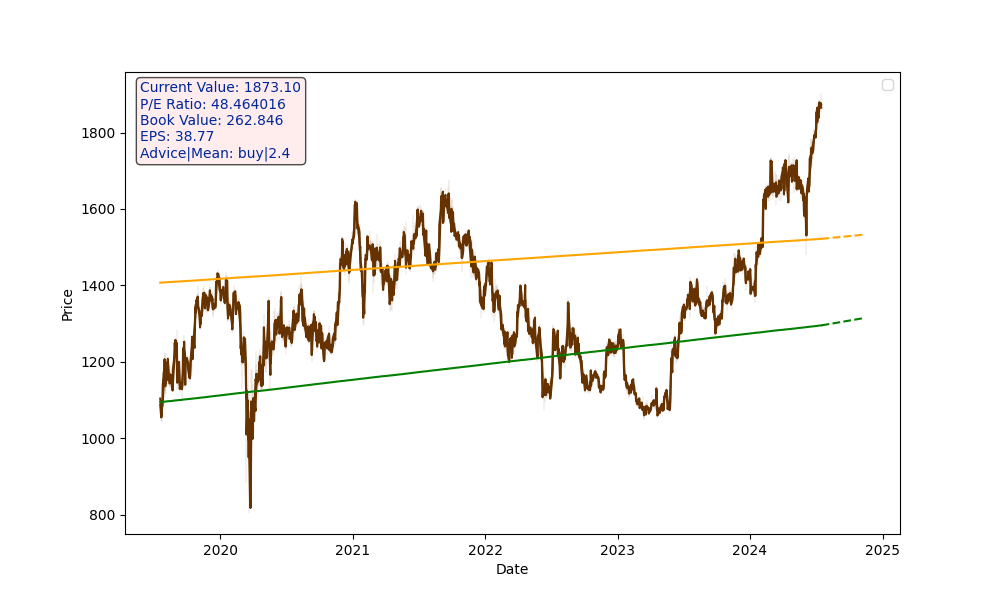 Current Value: 1873.10
P/E Ratio: 48.464016
Book Value: 262.846
EPS: 38.77
Advice|Mean: buy|2.4
1800
1600
1400
1200
1000
800
Price
2020 2021 2022 2023 2024 2025
Date